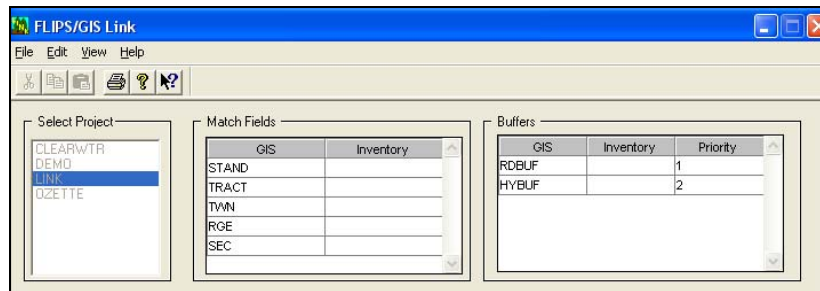 FLIPS/GIS Link
File Edit View Help
Select Project
CLEARWTR
DEMO
LINK
OZETTE
Match Fields
GIS Inventory
STAND
TRACT
TWN
RGE
SEC
Buffers
GIS Inventory Priority
RDBUF 1
HYBUF 2